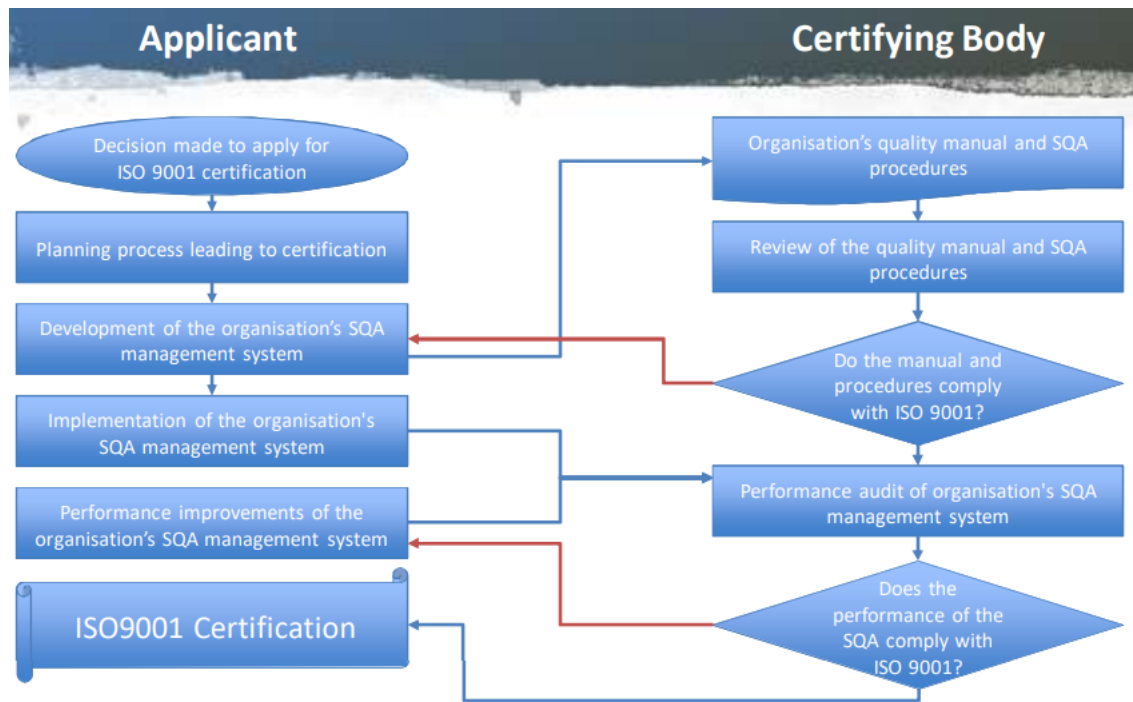 Applicant
Certifying Body
Decision made to apply for
ISO 9001 certification
Planning process leading to certification
Development of the organisation’s SQA
management system
Implementation of the organisation's
SQA management system
Performance improvements of the
organisation’s SQA management system
ISO9001 Certification
Organisation’s quality manual and SQA
procedures
Review of the quality manual and SQA
procedures
Do the manual and
procedures comply
with ISO 9001?
Performance audit of organisation's SQA
management system
Does the
performance of the
SQA comply with
ISO 9001?